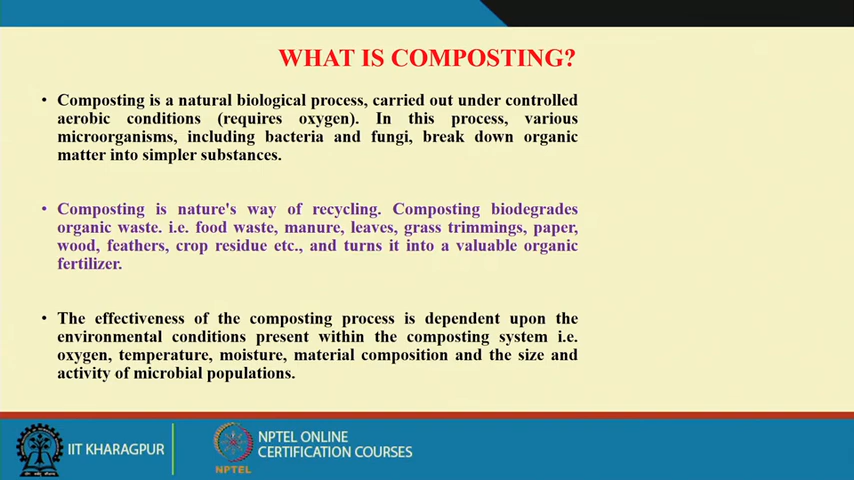 WHAT IS COMPOSTING?
• Composting is a natural biological process, carried out under controlled
aerobic conditions (requires oxygen). In this process, various
microorganisms, including bacteria and fungi, break down organic
matter into simpler substances.
• Composting is nature's way of recycling. Composting biodegrades
organic waste. i.e. food waste, manure, leaves, grass trimmings, paper,
wood, feathers, crop residue etc., and turns it into a valuable organic
fertilizer.
• The effectiveness of the composting process is dependent upon the
environmental conditions present within the composting system i.e.
oxygen, temperature, moisture, material composition and the size and
activity of microbial populations.
IIT KHARAGPUR
NPTEL
NPTEL ONLINE
CERTIFICATION COURSES